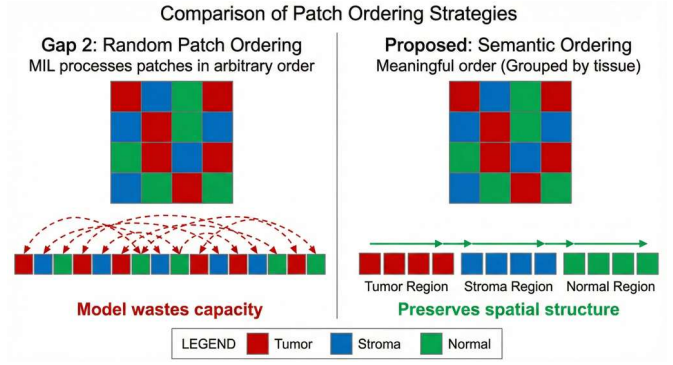 Comparison of Patch Ordering Strategies
Gap 2: Random Patch Ordering
MIL processes patches in arbitrary order
Model wastes capacity
Proposed: Semantic Ordering
Meaningful order (Grouped by tissue)
Tumor Region
Stroma Region
Normal Region
Preserves spatial structure
LEGEND
Tumor
Stroma
Normal